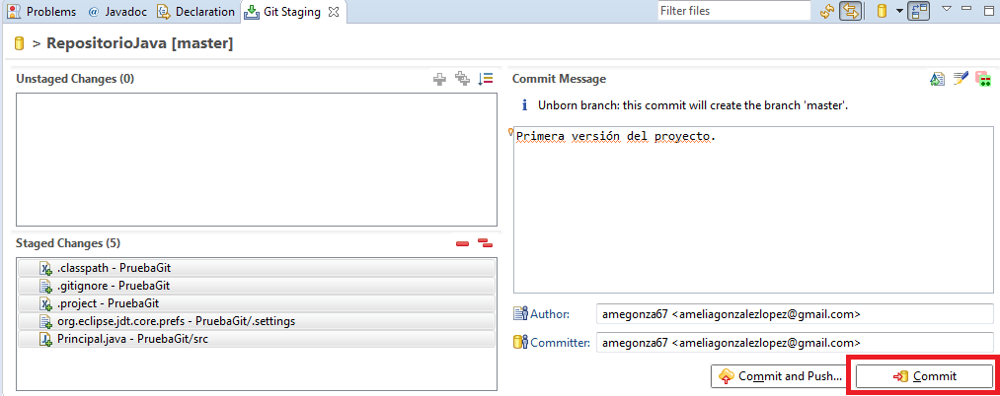 Problems @ Javadoc Declaration Git Staging
Filter files
> RepositorioJava [master]
Unstaged Changes (0)
Staged Changes (5)
.classpath - PruebaGit
.gitignore - PruebaGit
.project - PruebaGit
org.eclipse.jdt.core.prefs - PruebaGit/.settings
Principal.java - PruebaGit/src
Commit Message
Unborn branch: this commit will create the branch 'master'.
Primera versión del proyecto.
Author: amegonza67 <ameliagonzalezlopez@gmail.com>
Committer: amegonza67 <ameliagonzalezlopez@gmail.com>
Commit and Push... Commit